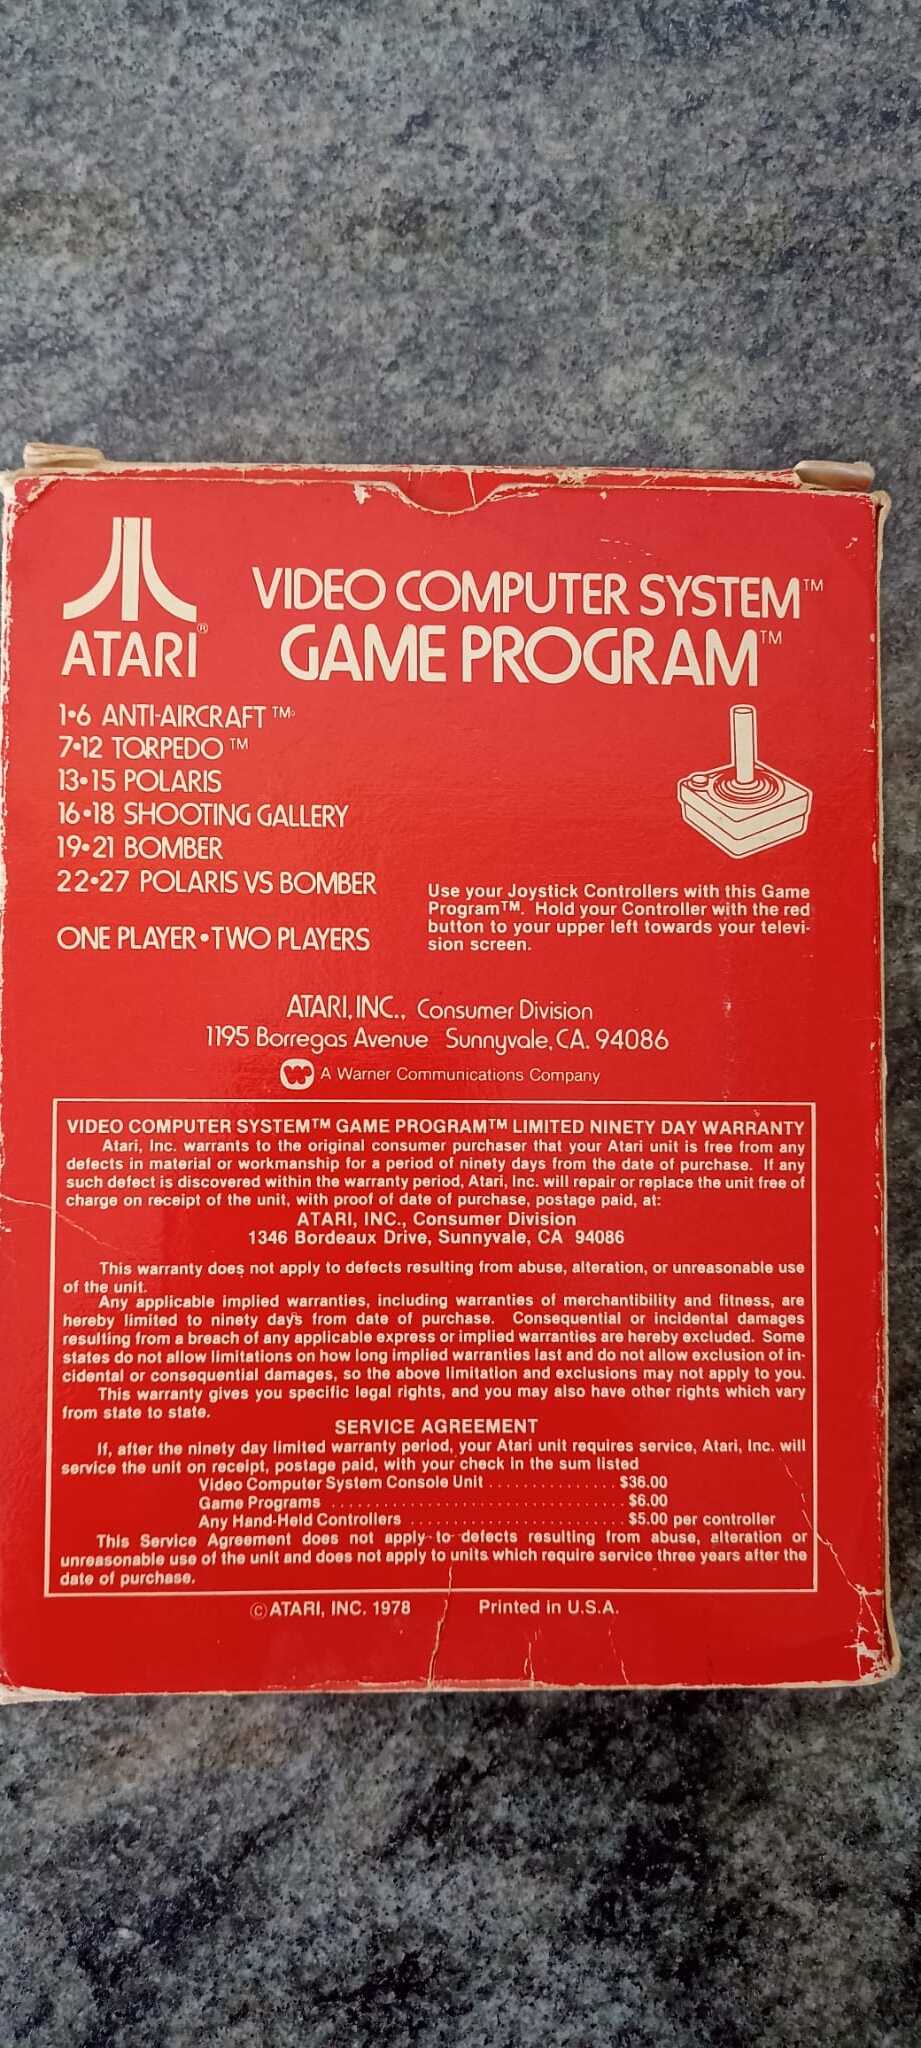 ATARI®
VIDEO COMPUTER SYSTEM™
GAME PROGRAM™
1•6 ANTI-AIRCRAFT™
7•12 TORPEDO™
13•15 POLARIS
16•18 SHOOTING GALLERY
19•21 BOMBER
22•27 POLARIS VS BOMBER
ONE PLAYER•TWO PLAYERS
Use your Joystick Controllers with this Game
Program™. Hold your Controller with the red
button to your upper left towards your televi-
sion screen.
ATARI, INC., Consumer Division
1195 Borregas Avenue Sunnyvale, CA. 94086
A Warner Communications Company
VIDEO COMPUTER SYSTEM™ GAME PROGRAM™ LIMITED NINETY DAY WARRANTY
Atari, Inc. warrants to the original consumer purchaser that your Atari unit is free from any
defects in material or workmanship for a period of ninety days from the date of purchase. If any
such defect is discovered within the warranty period, Atari, Inc. will repair or replace the unit free of
charge on receipt of the unit, with proof of date of purchase, postage paid, at:
ATARI, INC., Consumer Division
1346 Bordeaux Drive, Sunnyvale, CA 94086
This warranty does not apply to defects resulting from abuse, alteration, or unreasonable use
of the unit.
Any applicable implied warranties, including warranties of merchantibility and fitness, are
hereby limited to ninety days from date of purchase. Consequential or incidental damages
resulting from a breach of any applicable express or implied warranties are hereby excluded. Some
states do not allow limitations on how long implied warranties last and do not allow exclusion of in-
cidental or consequential damages, so the above limitation and exclusions may not apply to you.
This warranty gives you specific legal rights, and you may also have other rights which vary
from state to state.
SERVICE AGREEMENT
If, after the ninety day limited warranty period, your Atari unit requires service, Atari, Inc. will
service the unit on receipt, postage paid, with your check in the sum listed
Video Computer System Console Unit . . . . . . . . . . . . . . . $36.00
Game Programs . . . . . . . . . . . . . . . . . . . . . . . . . . . . . . . . . . $6.00
Any Hand-Held Controllers . . . . . . . . . . . . . . . . . . . . . . . . . $5.00 per controller
This Service Agreement does not apply to defects resulting from abuse, alteration or
unreasonable use of the unit and does not apply to units which require service three years after the
date of purchase.
© ATARI, INC. 1978 Printed in U.S.A.